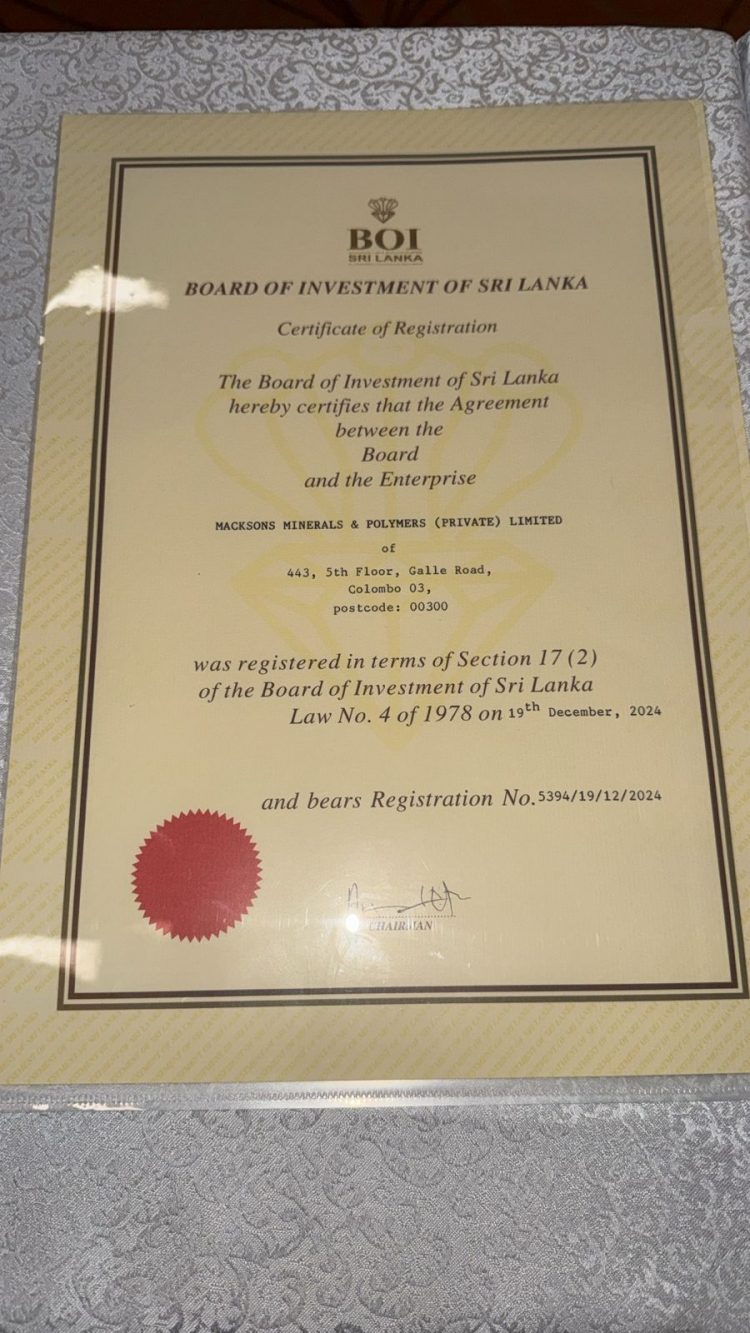 BOI
SRI LANKA
BOARD OF INVESTMENT OF SRI LANKA
Certificate of Registration
The Board of Investment of Sri Lanka
hereby certifies that the Agreement
between the
Board
and the Enterprise
MACKSONS MINERALS & POLYMERS (PRIVATE) LIMITED
of
443, 5th Floor, Galle Road,
Colombo 03,
postcode: 00300
was registered in terms of Section 17 (2)
of the Board of Investment of Sri Lanka
Law No. 4 of 1978 on 19th December, 2024
and bears Registration No. 5394/19/12/2024
CHAIRMAN